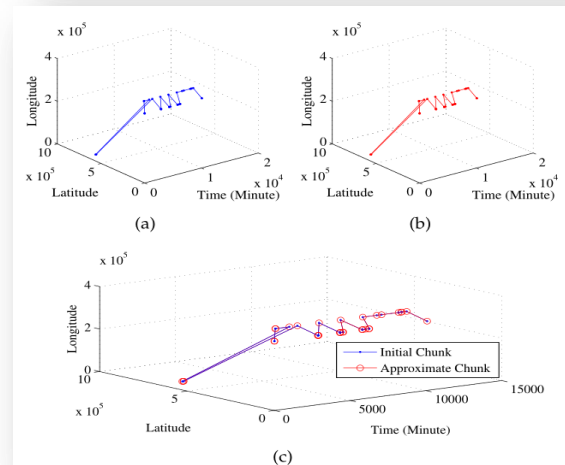 x 10^5
4
2
0
Longitude
10
5
0
x 10^5
Latitude
0
1
2
x 10^4
Time (Minute)
(a)
x 10^5
4
2
0
Longitude
10
5
0
x 10^5
Latitude
0
1
2
x 10^4
Time (Minute)
(b)
x 10^5
4
2
0
Longitude
10
5
0
x 10^5
Latitude
0
5000
10000
15000
Time (Minute)
Initial Chunk
Approximate Chunk
(c)